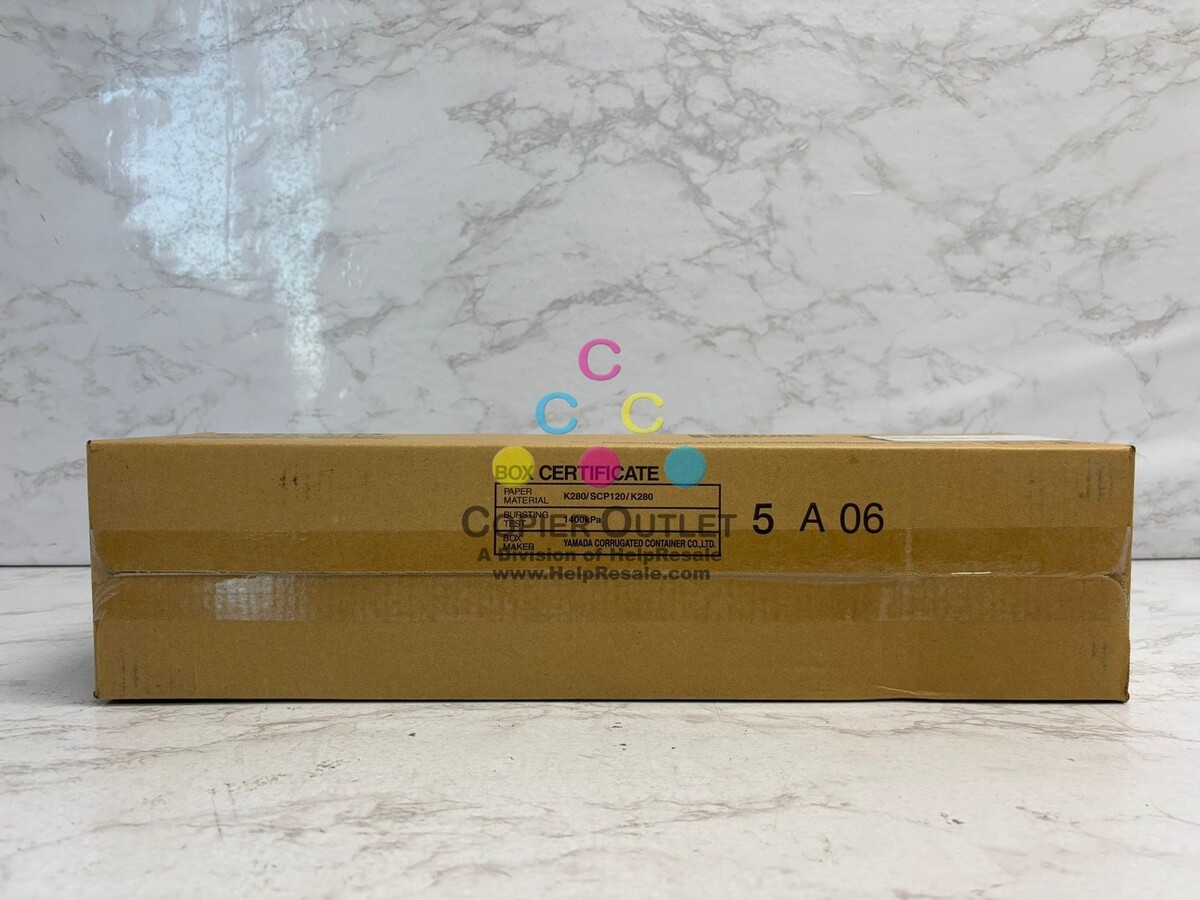 C
C C
BOX CERTIFICATE
PAPER MATERIAL K280/SCP120/K280
BURSTING TEST 1400kPa
BOX MAKER YAMADA CORRUGATED CONTAINER CO.,LTD.
5 A 06
COPIER OUTLET
A Division of HelpResale
www.HelpResale.com